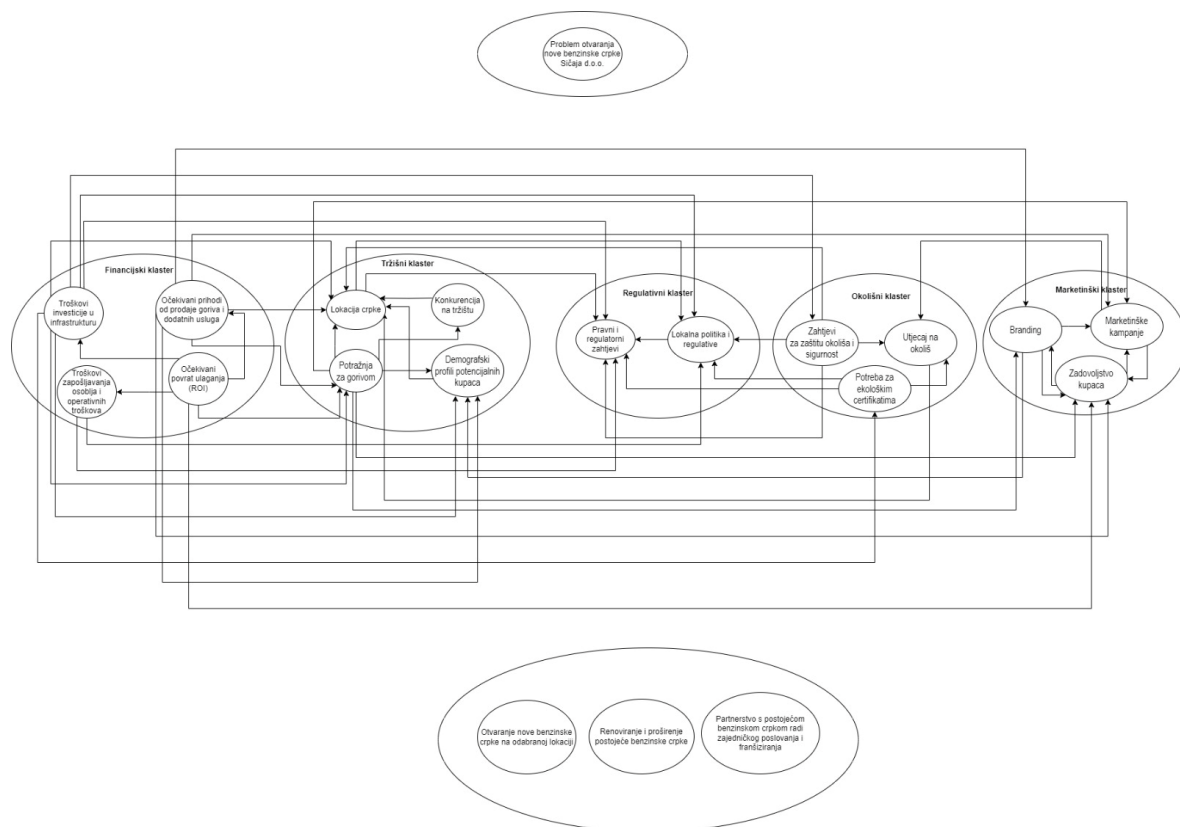 Problem otvaranja
nove benzinske crpke
Sičaja d.o.o.
Financijski klaster
Troškovi
investicije u
infrastrukturu
Očekivani prihodi
od prodaje goriva i
dodatnih usluga
Troškovi
zapošljavanja
osoblja i
operativnih
troškova
Očekivani
povrat ulaganja
(ROI)
Tržišni klaster
Lokacija crpke
Konkurencija
na tržištu
Potražnja
za gorivom
Demografski
profili potencijalnih
kupaca
Regulativni klaster
Pravni i
regulatorni
zahtjevi
Lokalna politika i
regulative
Okolišni klaster
Zahtjevi
za zaštitu okoliša i
sigurnost
Utjecaj na
okoliš
Potreba za
ekološkim
certifikatima
Marketinški klaster
Branding
Marketinške
kampanje
Zadovoljstvo
kupaca
Otvaranje nove benzinske
crpke na odabranoj lokaciji
Renoviranje i proširenje
postojeće benzinske crpke
Partnerstvo s postojećom
benzinskom crpkom radi
zajedničkog poslovanja i
franšiziranja